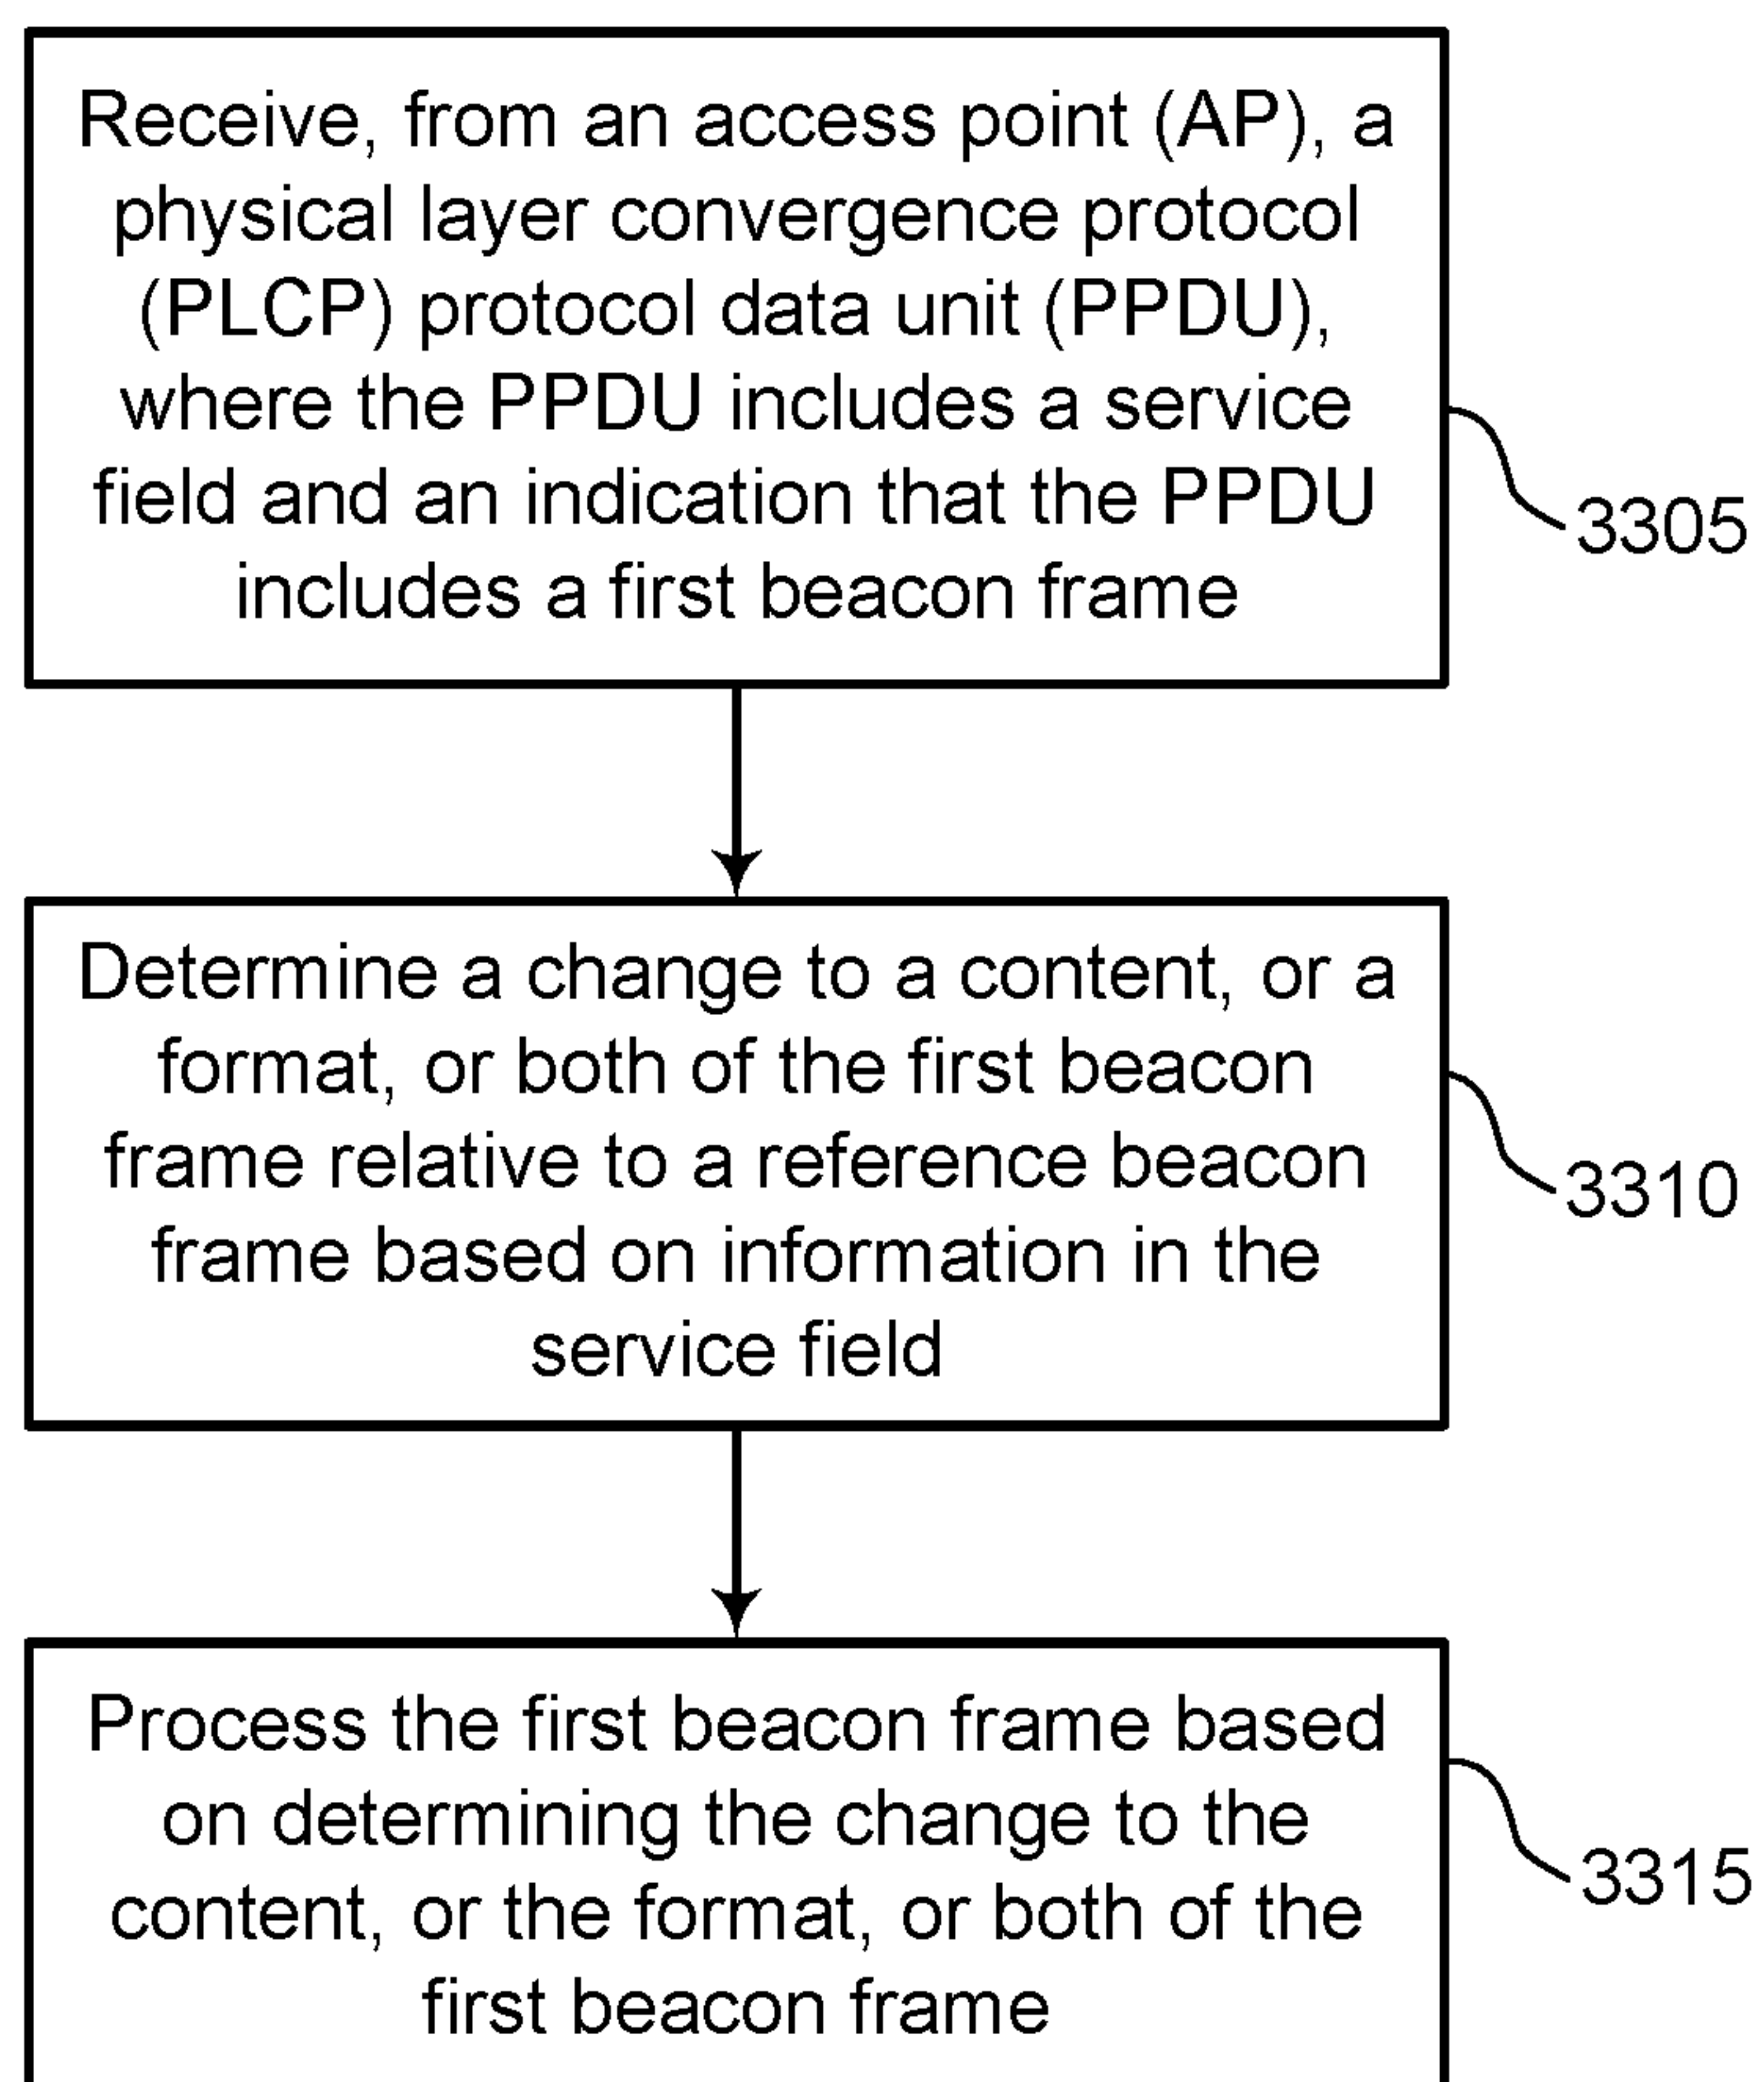 Receive, from an access point (AP), a
physical layer convergence protocol
(PLCP) protocol data unit (PPDU),
where the PPDU includes a service
field and an indication that the PPDU
includes a first beacon frame
3305
Determine a change to a content, or a
format, or both of the first beacon
frame relative to a reference beacon
frame based on information in the
service field
3310
Process the first beacon frame based
on determining the change to the
content, or the format, or both of the
first beacon frame
3315